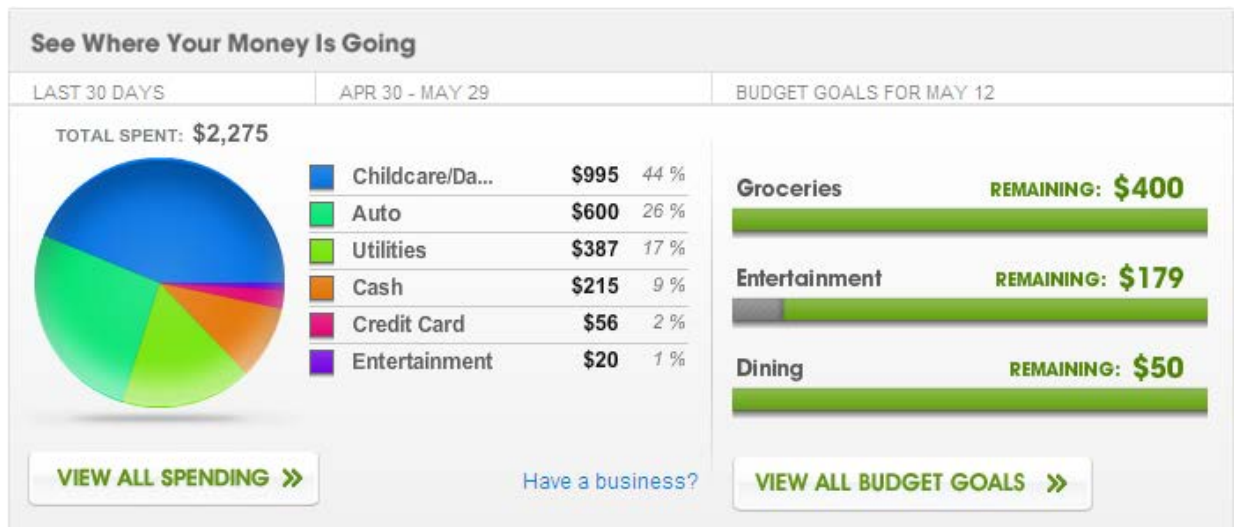 See Where Your Money Is Going
LAST 30 DAYS
APR 30 - MAY 29
BUDGET GOALS FOR MAY 12
TOTAL SPENT: $2,275
Childcare/Da... $995 44 %
Auto $600 26 %
Utilities $387 17 %
Cash $215 9 %
Credit Card $56 2 %
Entertainment $20 1 %
Groceries REMAINING: $400
Entertainment REMAINING: $179
Dining REMAINING: $50
VIEW ALL SPENDING »
Have a business?
VIEW ALL BUDGET GOALS »